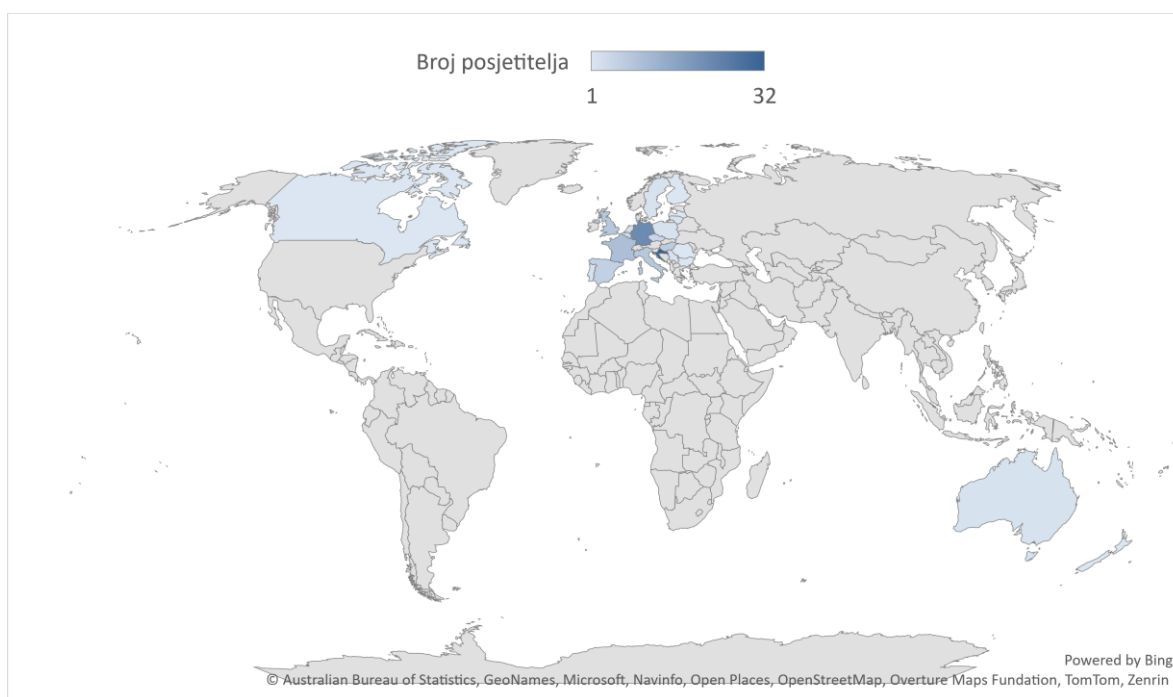 Broj posjetitelja
1 32
Powered by Bing
© Australian Bureau of Statistics, GeoNames, Microsoft, Navinfo, Open Places, OpenStreetMap, Overture Maps Fundation, TomTom, Zenrin